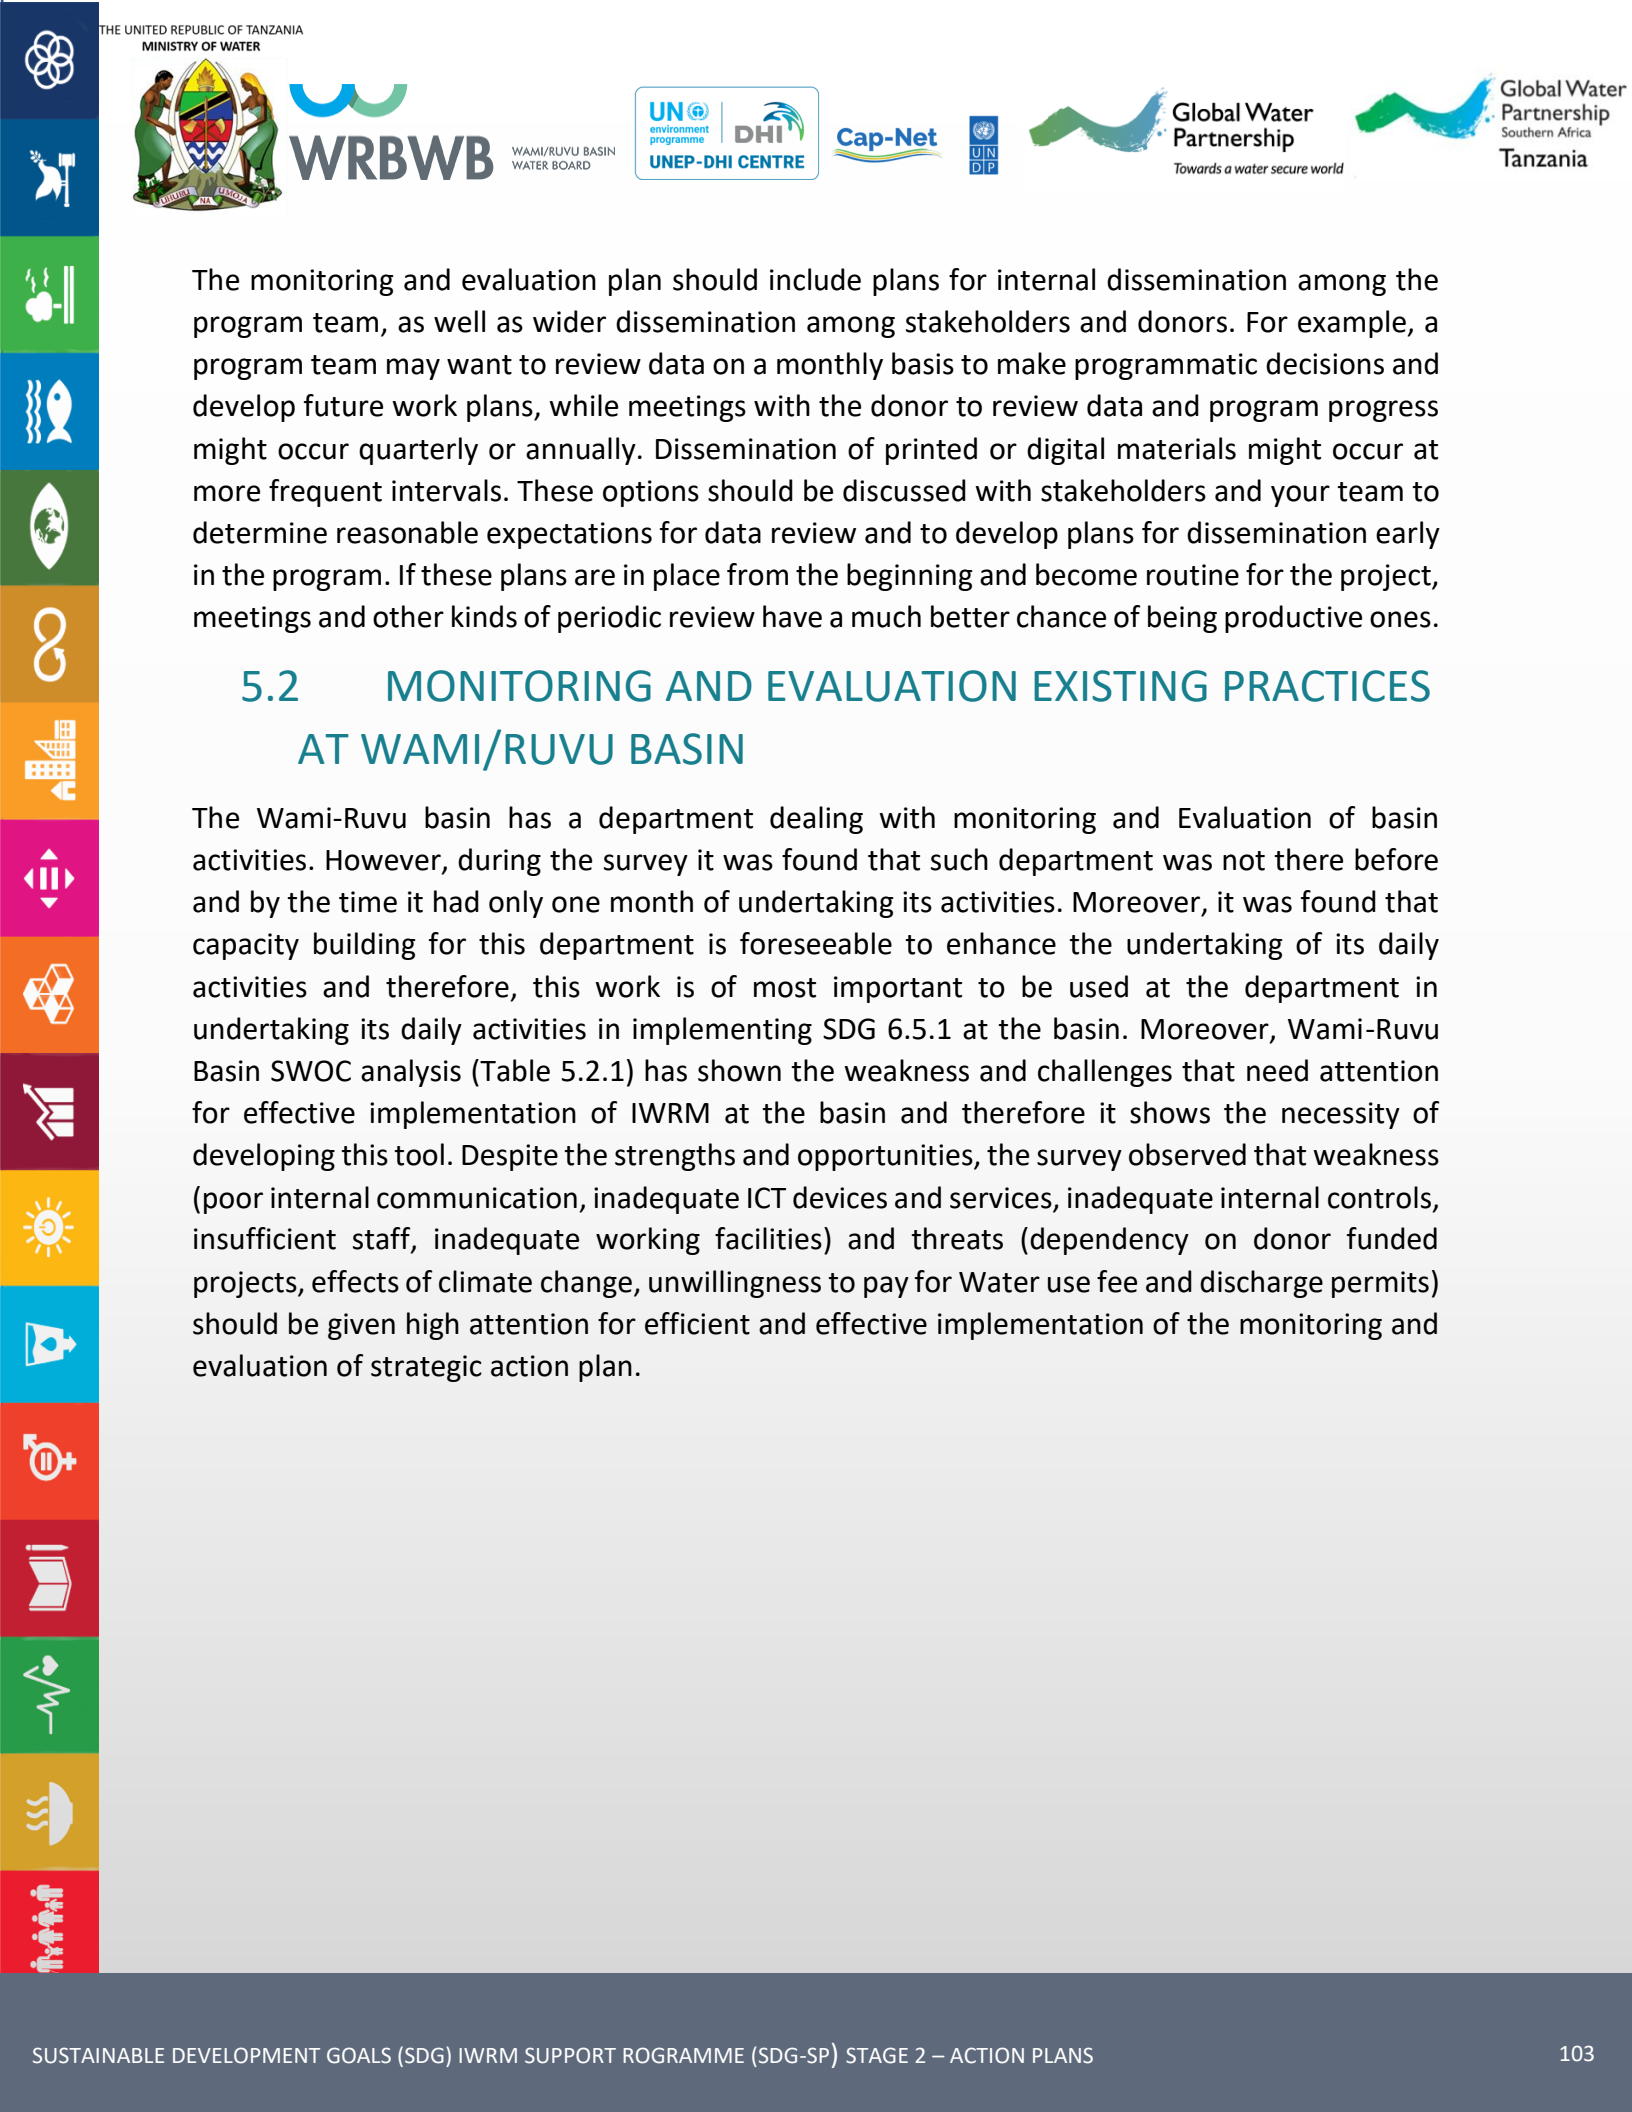 THE UNITED REPUBLIC OF TANZANIA
MINISTRY OF WATER
UHURU NA UMOJA
WRBWB
WAMI/RUVU BASIN
WATER BOARD
UN
environment
programme
DHI
UNEP-DHI CENTRE
Cap-Net
UN
DP
Global Water
Partnership
Towards a water secure world
Global Water
Partnership
Southern Africa
Tanzania
The monitoring and evaluation plan should include plans for internal dissemination among the
program team, as well as wider dissemination among stakeholders and donors. For example, a
program team may want to review data on a monthly basis to make programmatic decisions and
develop future work plans, while meetings with the donor to review data and program progress
might occur quarterly or annually. Dissemination of printed or digital materials might occur at
more frequent intervals. These options should be discussed with stakeholders and your team to
determine reasonable expectations for data review and to develop plans for dissemination early
in the program. If these plans are in place from the beginning and become routine for the project,
meetings and other kinds of periodic review have a much better chance of being productive ones.
5.2 MONITORING AND EVALUATION EXISTING PRACTICES
AT WAMI/RUVU BASIN
The Wami-Ruvu basin has a department dealing with monitoring and Evaluation of basin
activities. However, during the survey it was found that such department was not there before
and by the time it had only one month of undertaking its activities. Moreover, it was found that
capacity building for this department is foreseeable to enhance the undertaking of its daily
activities and therefore, this work is of most important to be used at the department in
undertaking its daily activities in implementing SDG 6.5.1 at the basin. Moreover, Wami-Ruvu
Basin SWOC analysis (Table 5.2.1) has shown the weakness and challenges that need attention
for effective implementation of IWRM at the basin and therefore it shows the necessity of
developing this tool. Despite the strengths and opportunities, the survey observed that weakness
(poor internal communication, inadequate ICT devices and services, inadequate internal controls,
insufficient staff, inadequate working facilities) and threats (dependency on donor funded
projects, effects of climate change, unwillingness to pay for Water use fee and discharge permits)
should be given high attention for efficient and effective implementation of the monitoring and
evaluation of strategic action plan.
SUSTAINABLE DEVELOPMENT GOALS (SDG) IWRM SUPPORT ROGRAMME (SDG-SP) STAGE 2 – ACTION PLANS
103